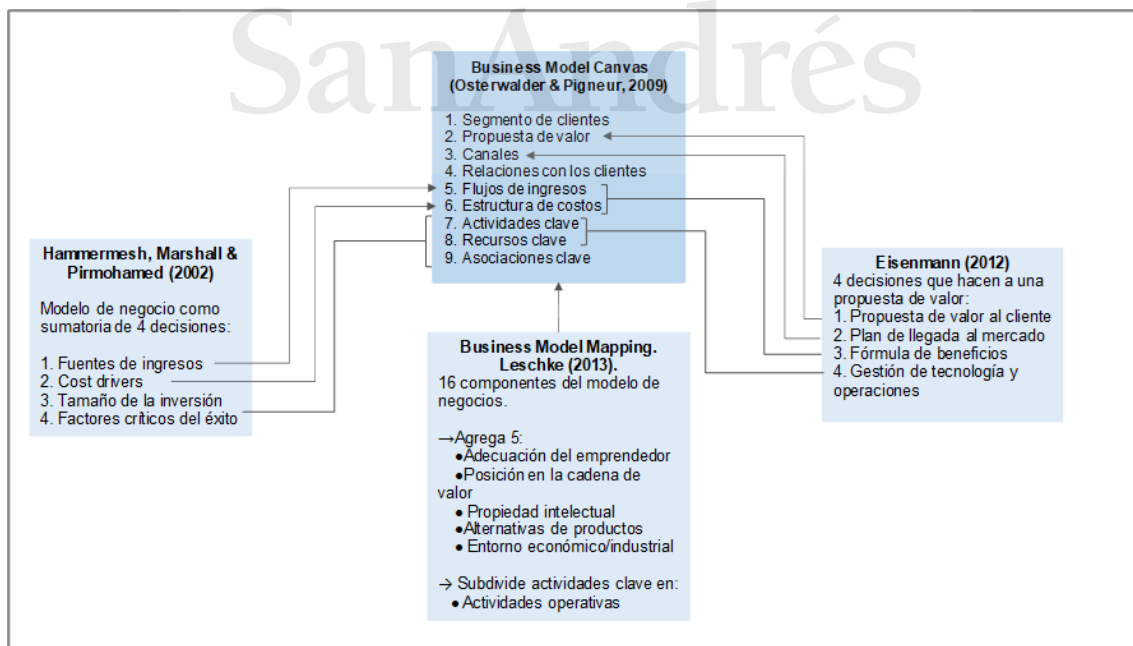 SanAndrés
Business Model Canvas
(Osterwalder & Pigneur, 2009)
1. Segmento de clientes
2. Propuesta de valor
3. Canales
4. Relaciones con los clientes
5. Flujos de ingresos
6. Estructura de costos
7. Actividades clave
8. Recursos clave
9. Asociaciones clave
Hammermesh, Marshall &
Pirmohamed (2002)
Modelo de negocio como
sumatoria de 4 decisiones:
1. Fuentes de ingresos
2. Cost drivers
3. Tamaño de la inversión
4. Factores críticos del éxito
Business Model Mapping.
Leschke (2013).
16 componentes del modelo de
negocios.
→Agrega 5:
●Adecuación del emprendedor
●Posición en la cadena de
valor
● Propiedad intelectual
●Alternativas de productos
● Entorno económico/industrial
→ Subdivide actividades clave en:
● Actividades operativas
Eisenmann (2012)
4 decisiones que hacen a una
propuesta de valor:
1. Propuesta de valor al cliente
2. Plan de llegada al mercado
3. Fórmula de beneficios
4. Gestión de tecnología y
operaciones